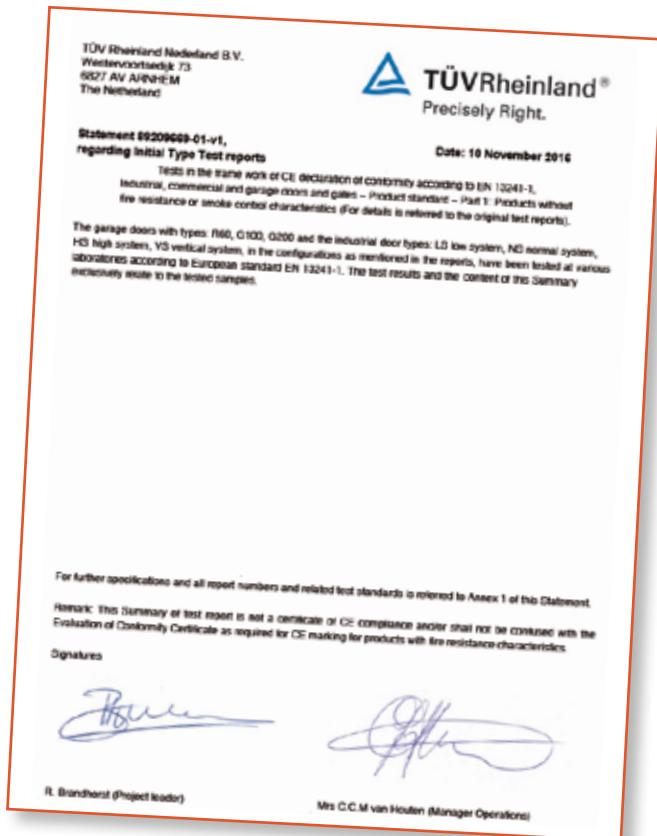 TÜV Rheinland Nederland B.V.
Westervoortsedijk 73
6827 AV ARNHEM
The Netherland
TÜVRheinland®
Precisely Right.
Statement 89209669-01-v1,
regarding Initial Type Test reports
Date: 10 November 2016
Tests in the frame work of CE declaration of conformity according to EN 13241-1,
Industrial, commercial and garage doors and gates – Product standard – Part 1: Products without
fire resistance or smoke control characteristics (For details is referred to the original test reports).
The garage doors with types: R60, G100, G200 and the industrial door types: LS low system, NS normal system,
HS high system, VS vertical system, in the configurations as mentioned in the reports, have been tested at various
laboratories according to European standard EN 13241-1. The test results and the content of this Summary
exclusively relate to the tested samples.
For further specifications and all report numbers and related test standards is referred to Annex 1 of this Statement.
Remark: This Summary of test report is not a certificate of CE compliance and/or shall not be confused with the
Evaluation of Conformity Certificate as required for CE marking for products with fire resistance characteristics
Signatures
R. Brandhorst (Project leader)
Mrs C.C.M van Houten (Manager Operations)